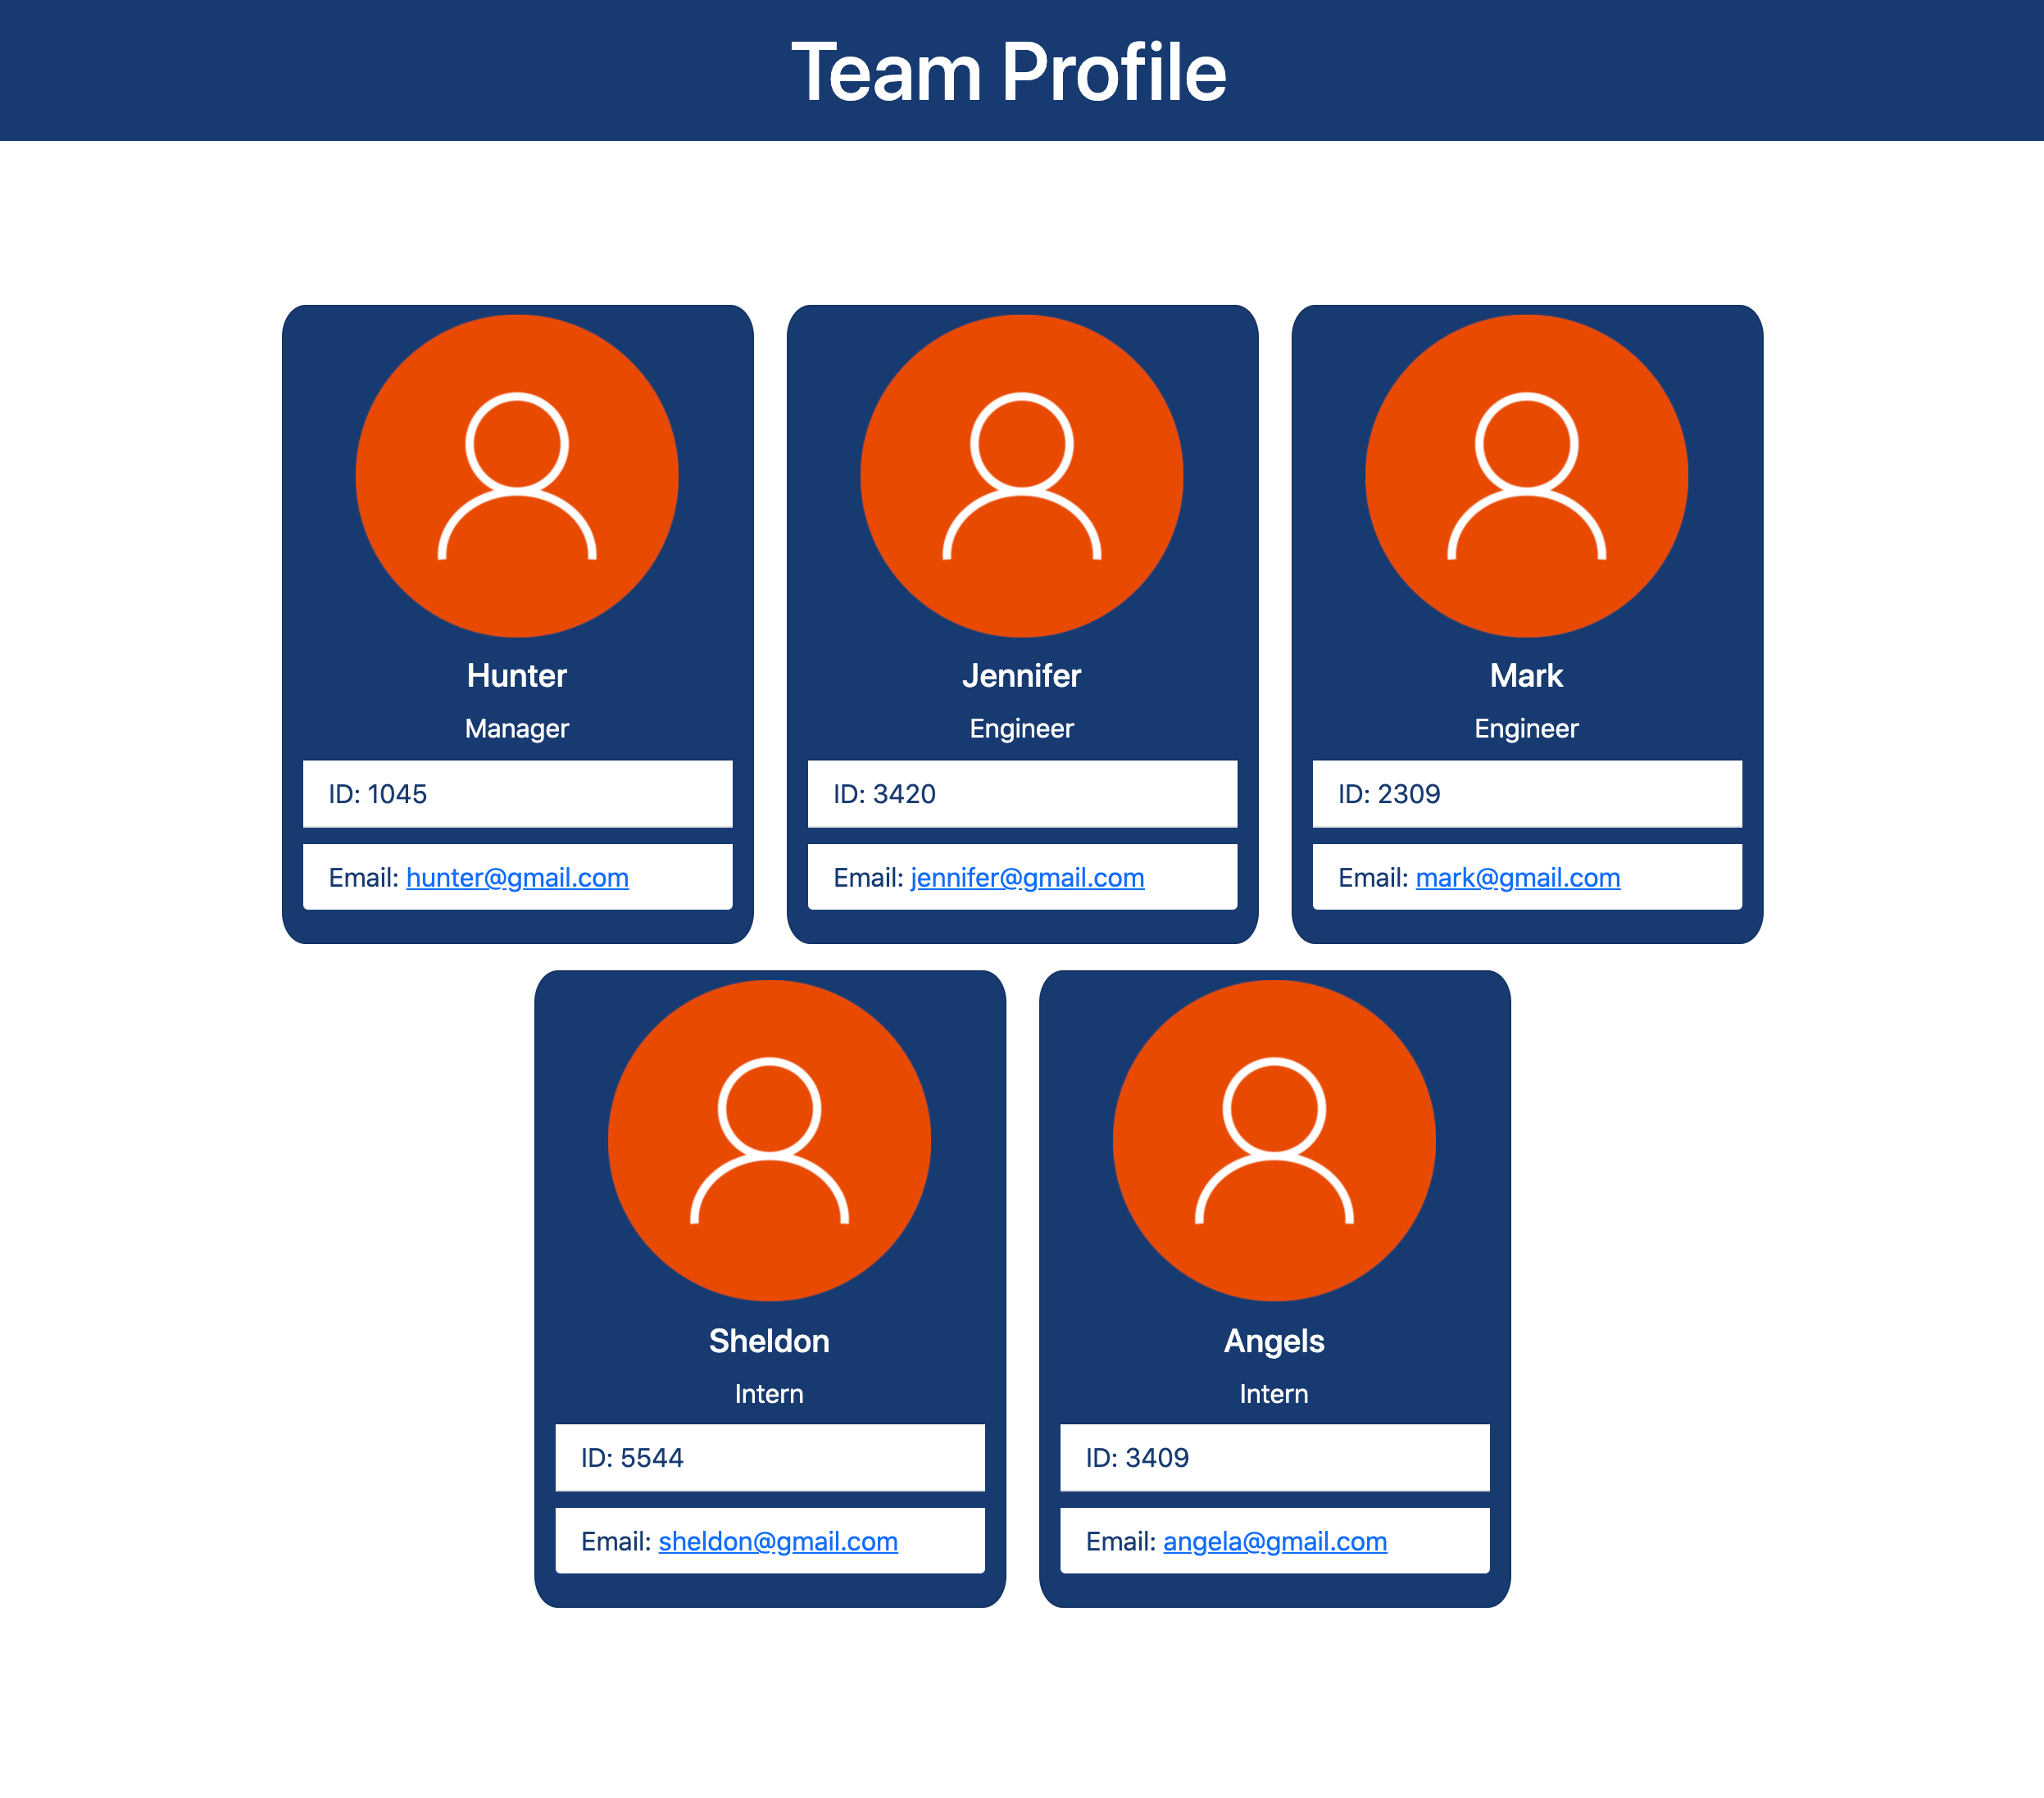 Team Profile
Hunter
Manager
ID: 1045
Email: hunter@gmail.com
Jennifer
Engineer
ID: 3420
Email: jennifer@gmail.com
Mark
Engineer
ID: 2309
Email: mark@gmail.com
Sheldon
Intern
ID: 5544
Email: sheldon@gmail.com
Angels
Intern
ID: 3409
Email: angela@gmail.com